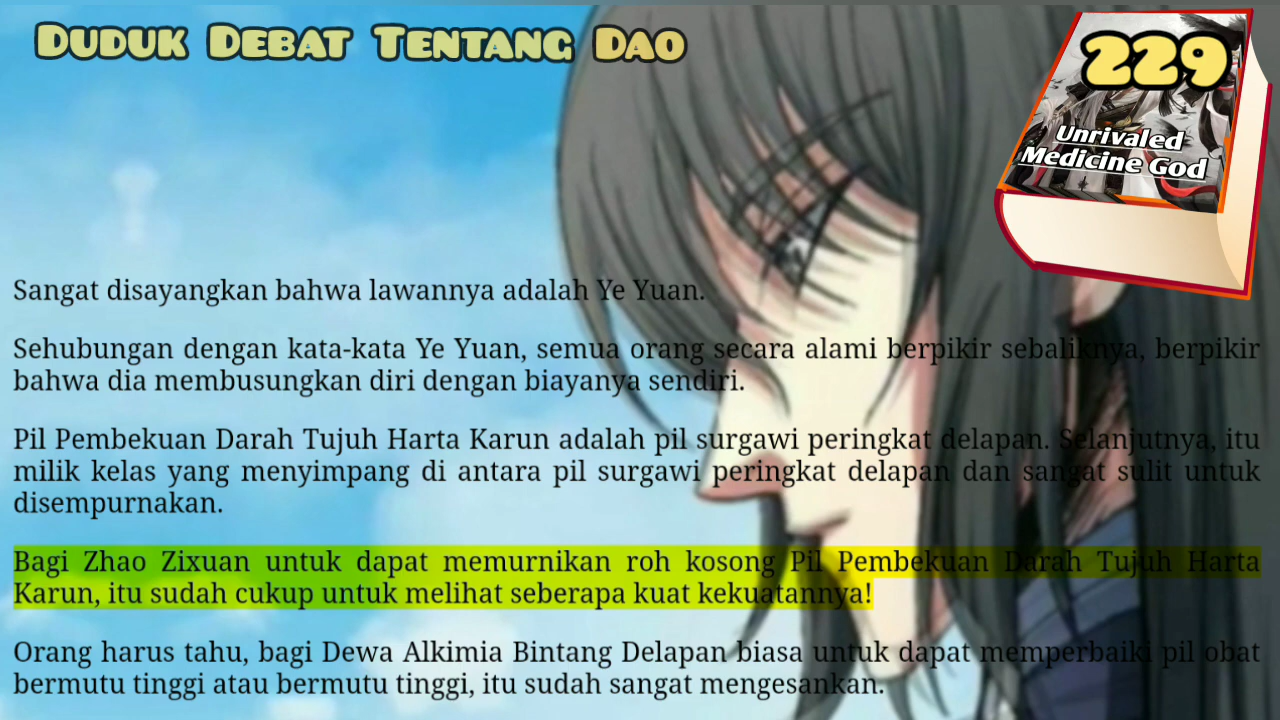 Duduk Debat Tentang Dao
229
Unrivaled
Medicine God
Sangat disayangkan bahwa lawannya adalah Ye Yuan.
Sehubungan dengan kata-kata Ye Yuan, semua orang secara alami berpikir sebaliknya, berpikir
bahwa dia membusungkan diri dengan biayanya sendiri.
Pil Pembekuan Darah Tujuh Harta Karun adalah pil surgawi peringkat delapan. Selanjutnya, itu
milik kelas yang menyimpang di antara pil surgawi peringkat delapan dan sangat sulit untuk
disempurnakan.
Bagi Zhao Zixuan untuk dapat memurnikan roh kosong Pil Pembekuan Darah Tujuh Harta
Karun, itu sudah cukup untuk melihat seberapa kuat kekuatannya!
Orang harus tahu, bagi Dewa Alkimia Bintang Delapan biasa untuk dapat memperbaiki pil obat
bermutu tinggi atau bermutu tinggi, itu sudah sangat mengesankan.